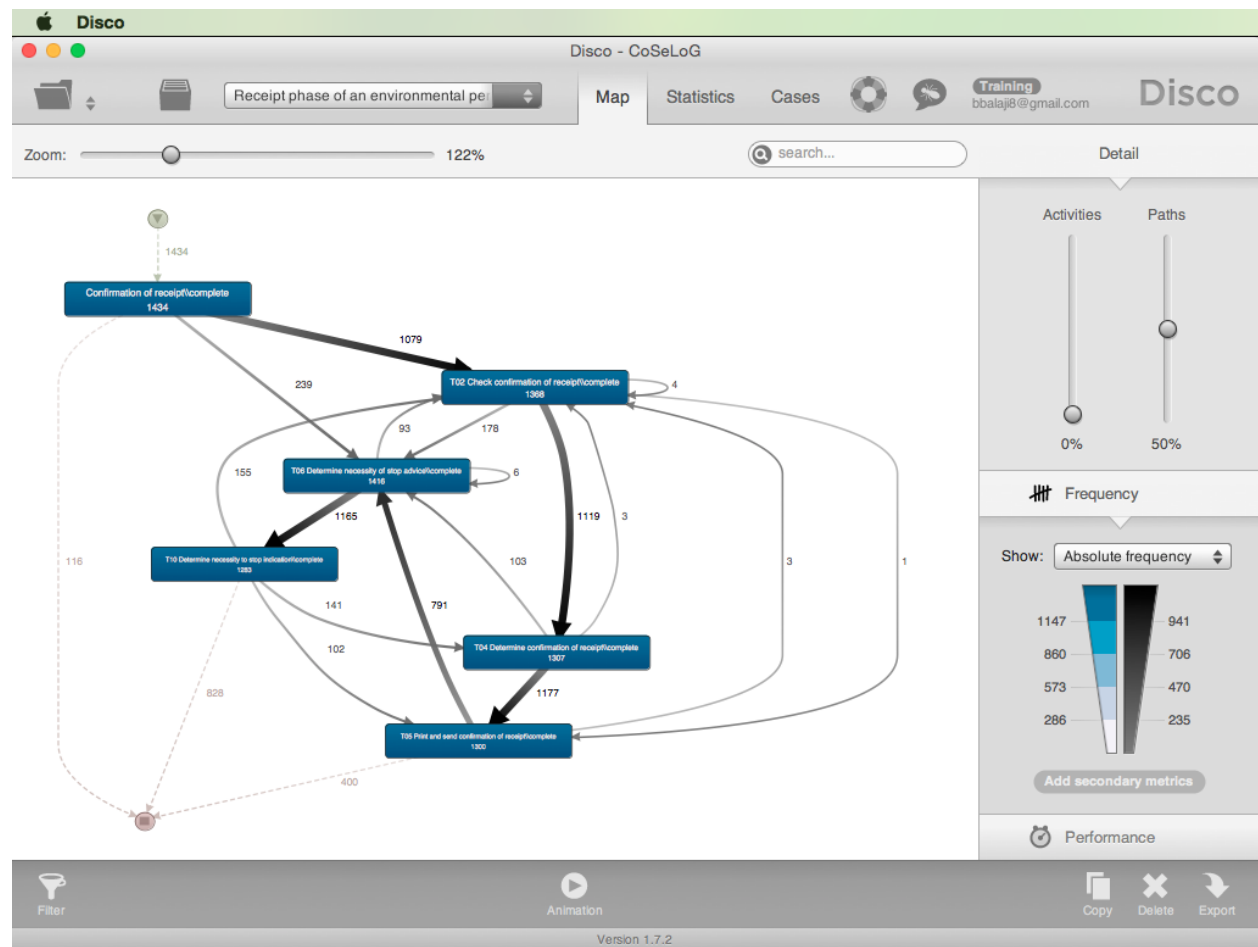 Disco
Disco - CoSeLoG
Receipt phase of an environmental per
Map
Statistics
Cases
Training
bbalaji8@gmail.com
Disco
Zoom:
122%
search...
Detail
Activities
Paths
0%
50%
Frequency
Show:
Absolute frequency
1147
941
860
706
573
470
286
235
Add secondary metrics
Performance
1434
Confirmation of receipt\\complete
1434
1079
239
T02 Check confirmation of receipt\\complete
1368
4
93
178
155
T06 Determine necessity of stop advice\\complete
1416
6
1165
1119
3
T10 Determine necessity to stop indication\\complete
1283
116
103
3
1
141
791
102
T04 Determine confirmation of receipt\\complete
1307
828
1177
T05 Print and send confirmation of receipt\\complete
1300
400
Filter
Animation
Copy
Delete
Export
Version 1.7.2